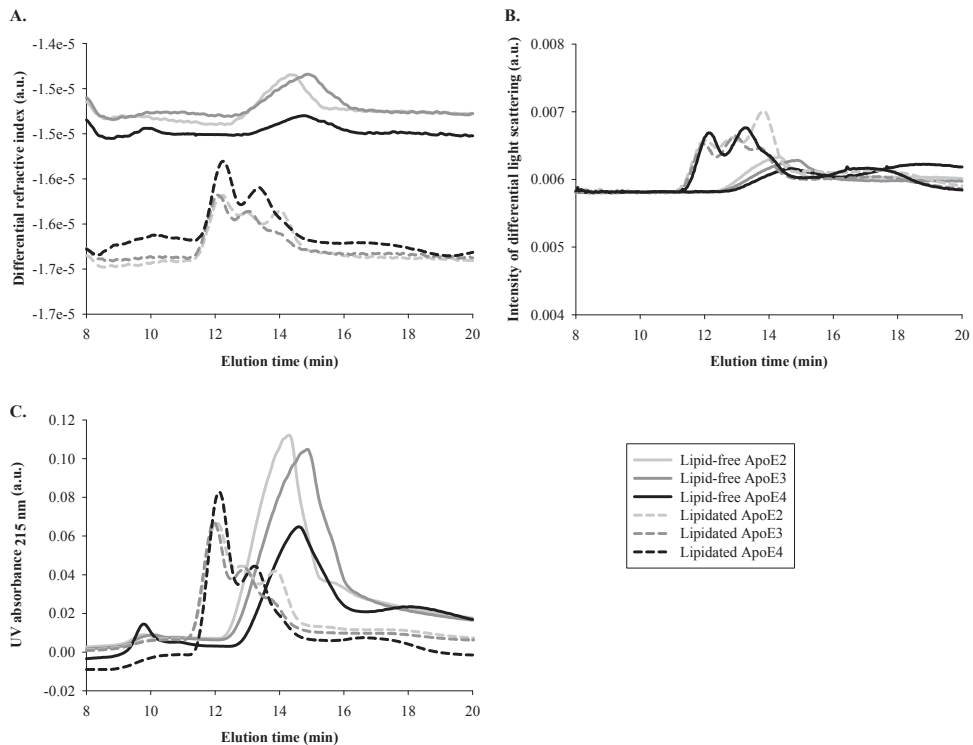 A.
Differential refractive index (a.u.)
-1.4e-5
-1.5e-5
-1.5e-5
-1.6e-5
-1.6e-5
-1.7e-5
-1.7e-5
8 10 12 14 16 18 20
Elution time (min)
B.
Intensity of differential light scattering (a.u.)
0.008
0.007
0.006
0.005
0.004
8 10 12 14 16 18 20
Elution time (min)
C.
UV absorbance 215 nm (a.u.)
0.12
0.10
0.08
0.06
0.04
0.02
0.00
-0.02
8 10 12 14 16 18 20
Elution time (min)
Lipid-free ApoE2
Lipid-free ApoE3
Lipid-free ApoE4
Lipidated ApoE2
Lipidated ApoE3
Lipidated ApoE4